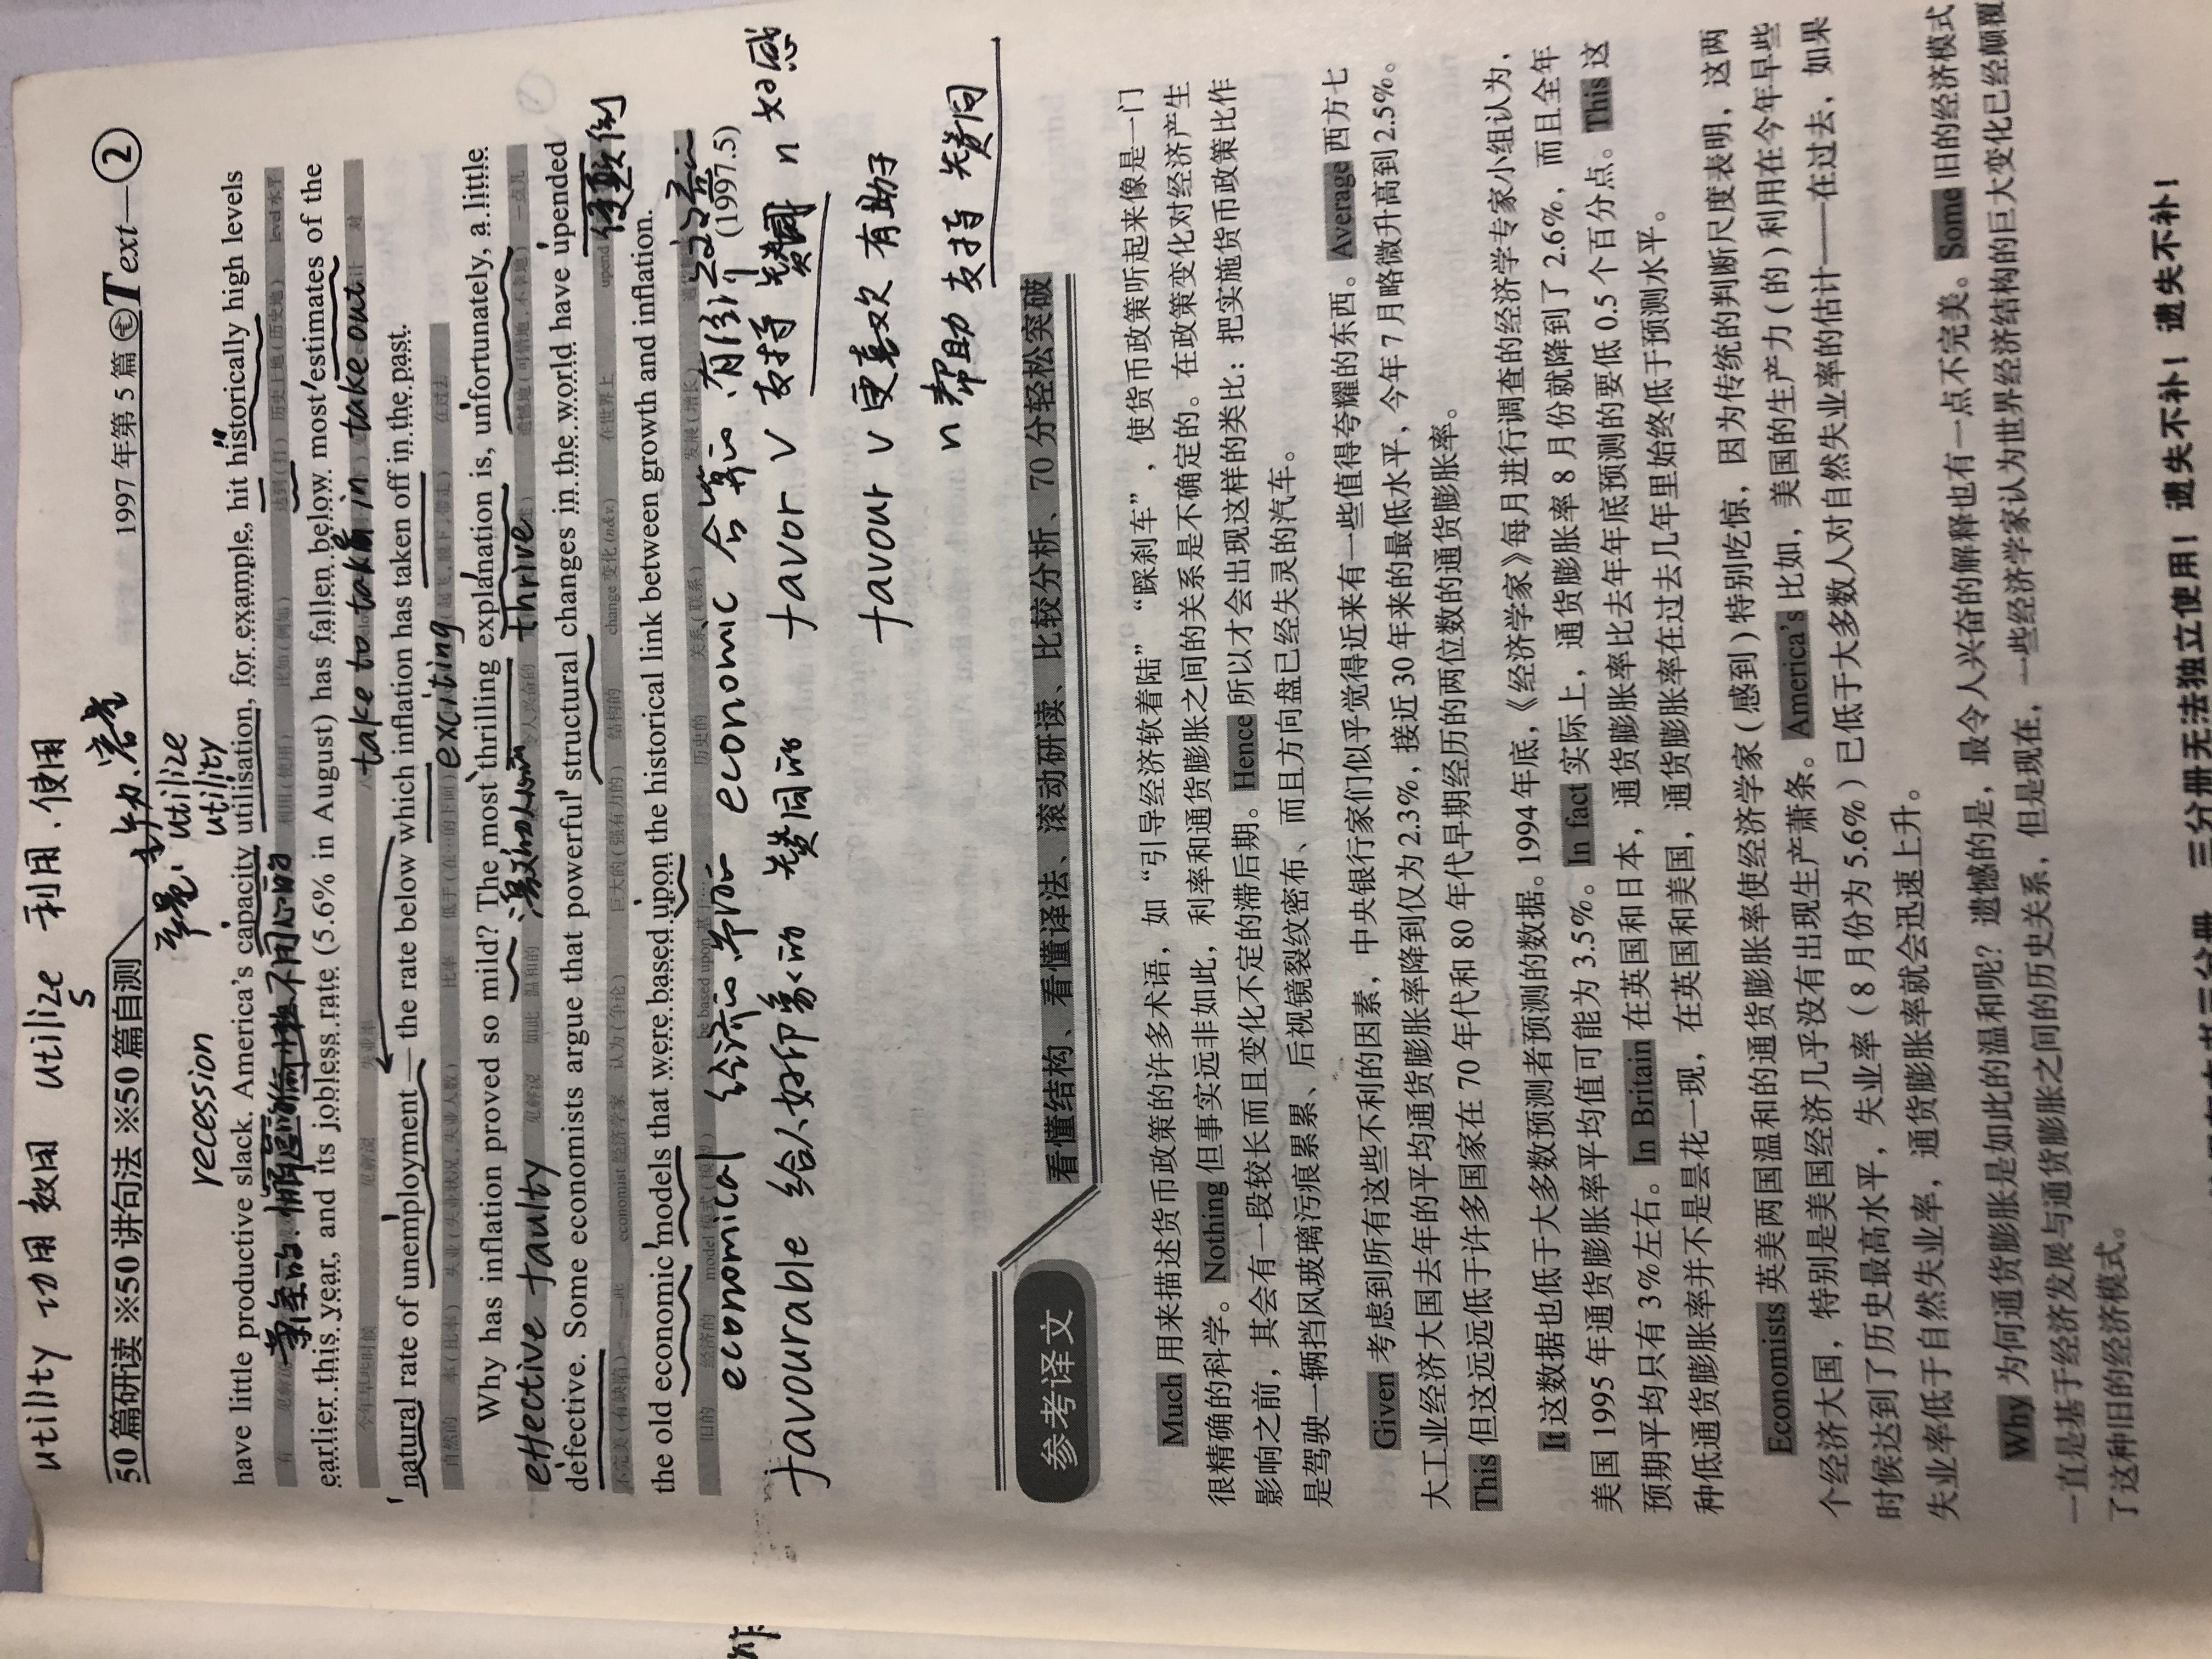 utility 功用 效用 utilize 利用.使用
s
50篇研读 ※50讲句法 ※50篇自测
1997年第5篇 Text—②
产量、生产力、容量
utilize
recession utility
have little productive slack. America's capacity utilisation, for example, hit historically high levels
萧条的.懈怠的 不用心的 利用(使用) 比如(例如) 达到(打) 历史上地(历史地) level 水平
earlier this year, and its jobless rate (5.6% in August) has fallen below most estimates of the
今年早些时候 见解说 失业率 take to take in take out 对
natural rate of unemployment — the rate below which inflation has taken off in the past.
自然的 率(比率) 失业(失业状况,失业人数) 比率 低于(在…的下面) exciting (起飞,脱下,带走) 在过去
Why has inflation proved so mild? The most thrilling explanation is, unfortunately, a little
effective faulty 见解说 如此 温和的 令人兴奋的 thrive 遗憾地(可惜地,不幸地) 一点儿
defective. Some economists argue that powerful structural changes in the world have upended
不完美(有缺陷) 一些 economist 经济学家 认为(争论) 巨大的(强有力的) 结构的 change 变化(n&v.) 在世界上 upend 使颠倒
the old economic models that were based upon the historical link between growth and inflation.
旧的 经济的 model 模式(模型) be based upon 基于… 历史的 关系(联系) 发展(增长)
economical 经济的.节约的 economic 合算的.有经济效益的
(1997.5)
favourable 给人好印象的 赞同的 favor v 支持 赞同 n 好感
favour v 更喜欢 有助于
n 帮助 支持 赞同
参考译文
看懂结构、看懂译法、滚动研读、比较分析、70分轻松突破
Much 用来描述货币政策的许多术语，如“引导经济软着陆”“踩刹车”，使货币政策听起来像是一门
很精确的科学。Nothing 但事实远非如此，利率和通货膨胀之间的关系是不确定的。在政策变化对经济产生
影响之前，其会有一段较长而且变化不定的滞后期。Hence 所以才会出现这样的类比：把实施货币政策比作
是驾驶一辆挡风玻璃污痕累累、后视镜裂纹密布、而且方向盘已经失灵的汽车。
Given 考虑到所有这些不利的因素，中央银行家们似乎觉得近来有一些值得夸耀的东西。Average 西方七
大工业经济大国去年的平均通货膨胀率降到仅为2.3%，接近30年来的最低水平，今年7月略微升高到2.5%。
This 但这远远低于许多国家在70年代和80年代早期经历的两位数的通货膨胀率。
It 这数据也低于大多数预测者预测的数据。1994年底，《经济学家》每月进行调查的经济学专家小组认为，
美国1995年通货膨胀率平均值可能为3.5%。In fact 实际上，通货膨胀率8月份就降到了2.6%，而且全年
预期平均只有3%左右。In Britain 在英国和日本，通货膨胀率比去年年底预测的要低0.5个百分点。This 这
种低通货膨胀率并不是昙花一现，在英国和美国，通货膨胀率在过去几年里始终低于预测水平。
Economists 英美两国温和的通货膨胀率使经济学家(感到)特别吃惊，因为传统的判断尺度表明，这两
个经济大国，特别是美国经济几乎没有出现生产萧条。America's 比如，美国的生产力(的)利用在今年早些
时候达到了历史最高水平，失业率(8月份为5.6%)已低于大多数人对自然失业率的估计——在过去，如果
失业率低于自然失业率，通货膨胀率就会迅速上升。
Why 为何通货膨胀是如此的温和呢？遗憾的是，最令人兴奋的解释也有一点不完美。Some 旧的经济模式
一直是基于经济发展与通货膨胀之间的历史关系，但是现在，一些经济学家认为世界经济结构的巨大变化已经颠覆
了这种旧的经济模式。
三分册无法独立使用！遗失不补！遗失不补！